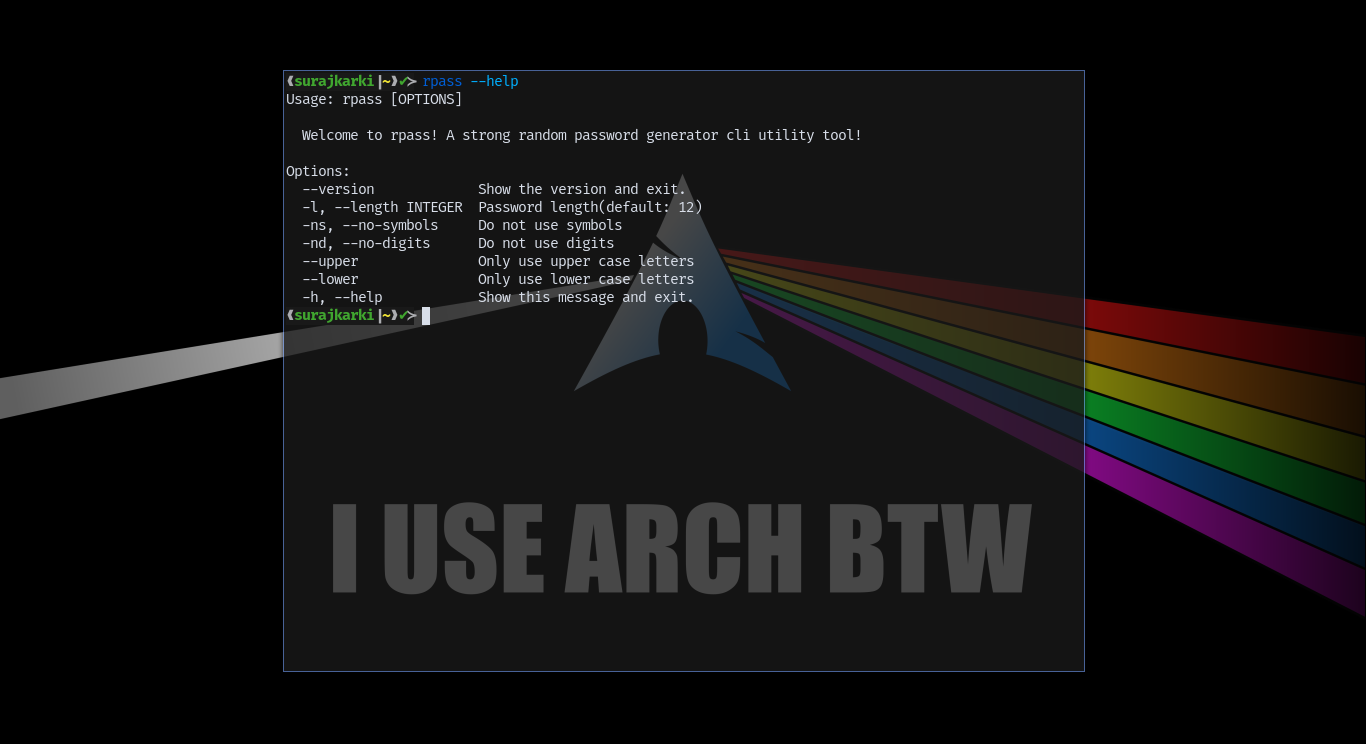 ❨surajkarki|~❩✔≻ rpass --help
Usage: rpass [OPTIONS]
  Welcome to rpass! A strong random password generator cli utility tool!
Options:
  --version             Show the version and exit.
  -l, --length INTEGER  Password length(default: 12)
  -ns, --no-symbols     Do not use symbols
  -nd, --no-digits      Do not use digits
  --upper               Only use upper case letters
  --lower               Only use lower case letters
  -h, --help            Show this message and exit.
❨surajkarki|~❩✔≻
I USE ARCH BTW